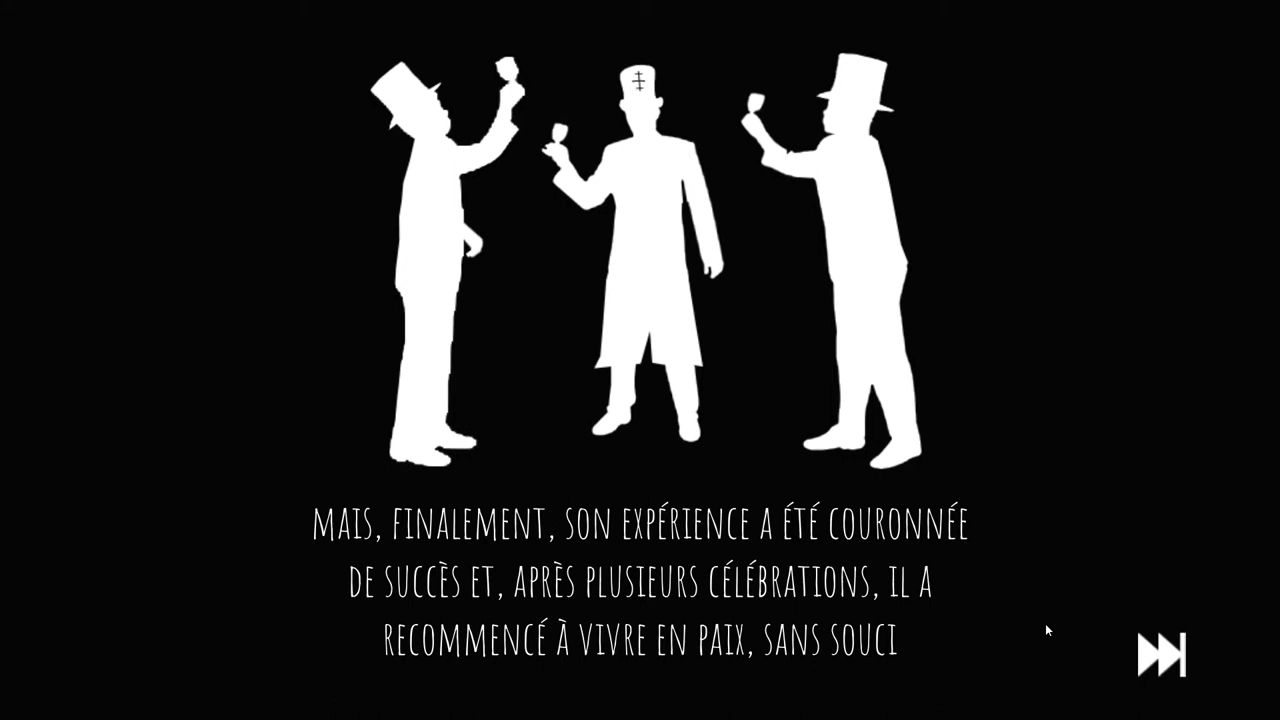 MAIS, FINALEMENT, SON EXPÉRIENCE A ÉTÉ COURONNÉE
DE SUCCÈS ET, APRÈS PLUSIEURS CÉLÉBRATIONS, IL A
RECOMMENCÉ À VIVRE EN PAIX, SANS SOUCI